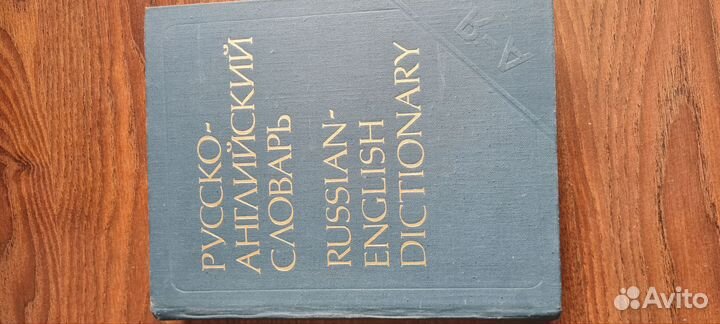 РУССКО-
АНГЛИЙСКИЙ
СЛОВАРЬ
RUSSIAN-
ENGLISH
DICTIONARY
А-Я
Avito